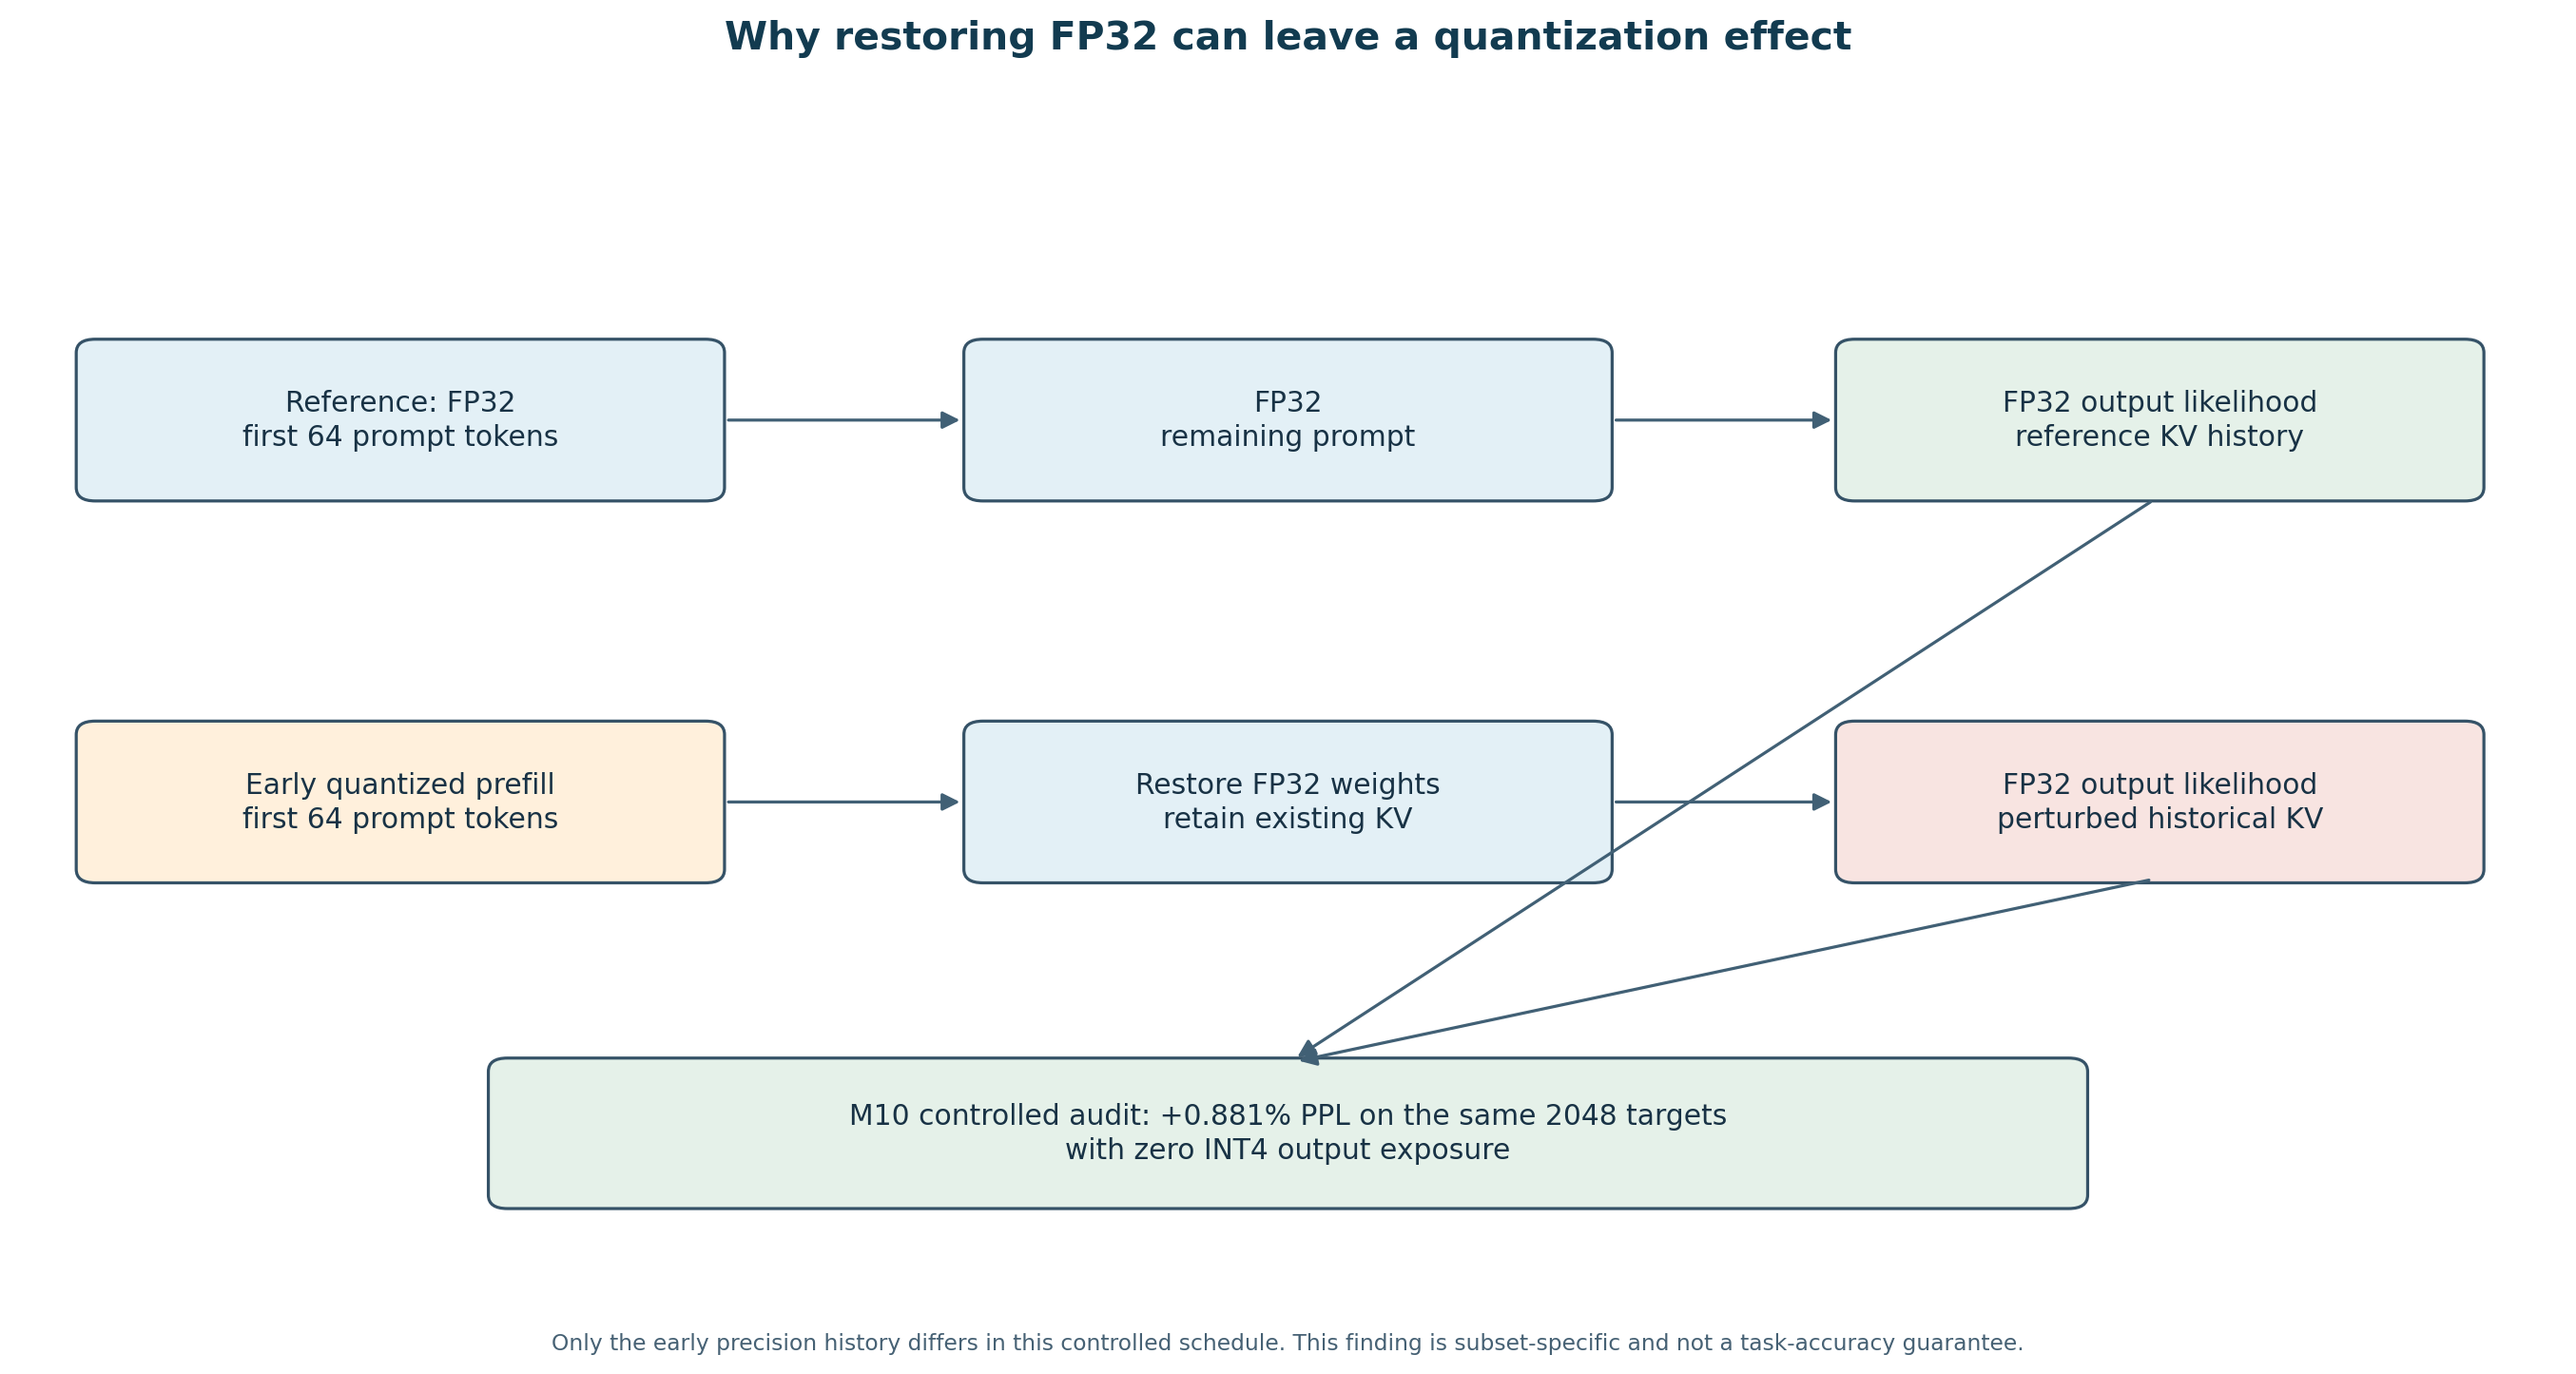 Why restoring FP32 can leave a quantization effect
Reference: FP32
first 64 prompt tokens
FP32
remaining prompt
FP32 output likelihood
reference KV history
Early quantized prefill
first 64 prompt tokens
Restore FP32 weights
retain existing KV
FP32 output likelihood
perturbed historical KV
M10 controlled audit: +0.881% PPL on the same 2048 targets
with zero INT4 output exposure
Only the early precision history differs in this controlled schedule. This finding is subset-specific and not a task-accuracy guarantee.